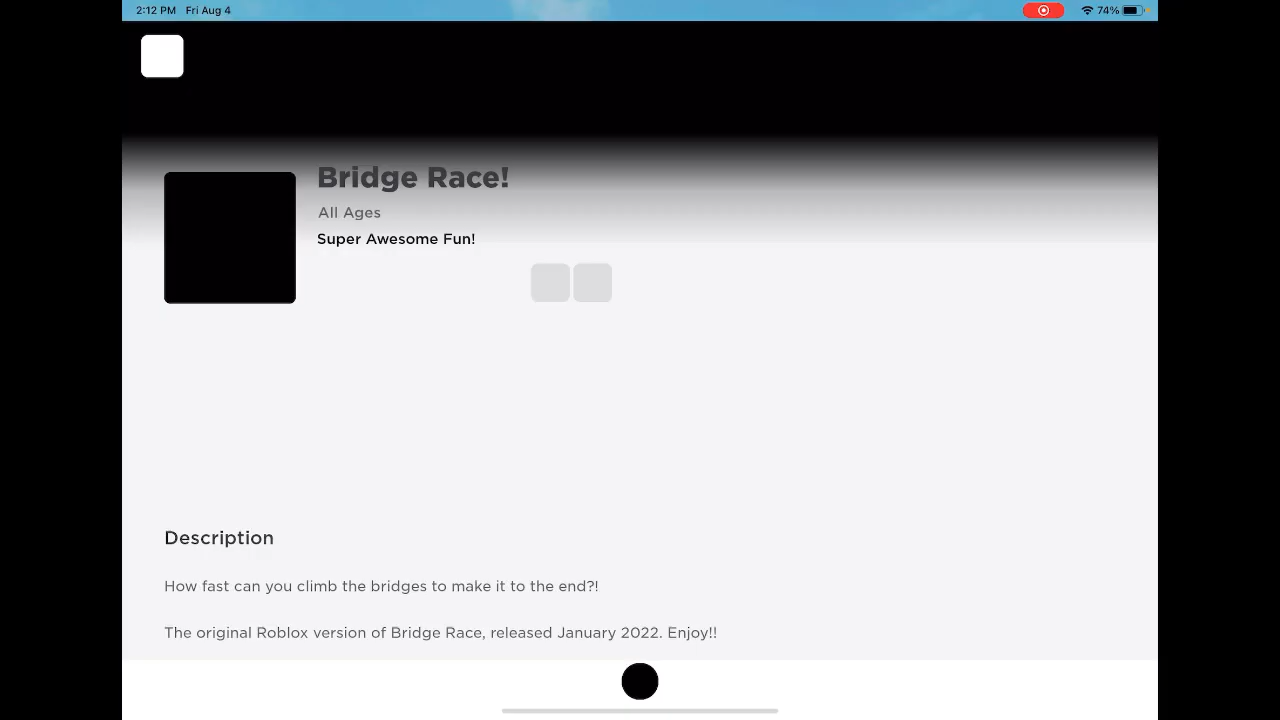 2:12 PM Fri Aug 4
74%
Bridge Race!
All Ages
Super Awesome Fun!
Description
How fast can you climb the bridges to make it to the end?!
The original Roblox version of Bridge Race, released January 2022. Enjoy!!